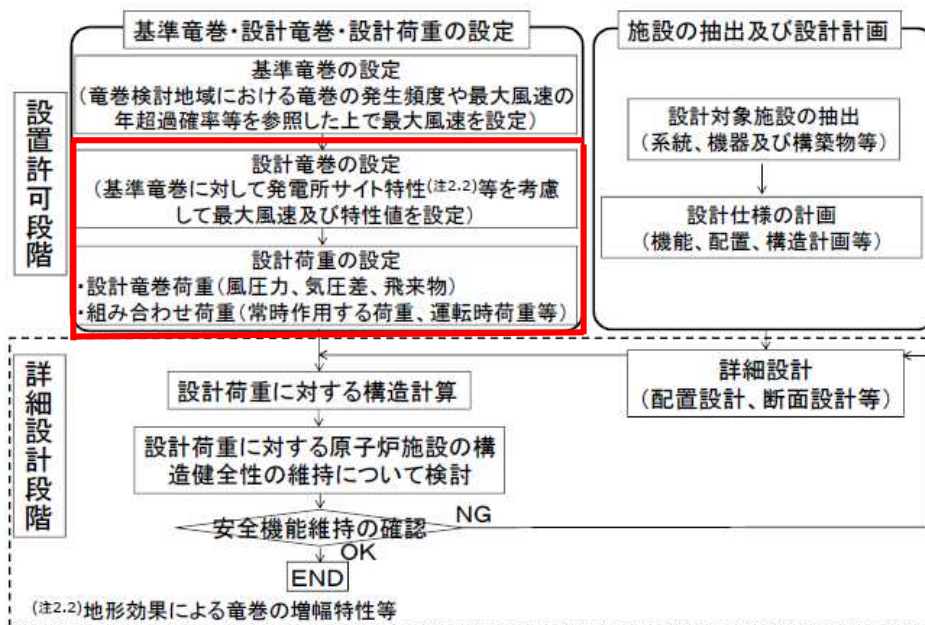 基準竜巻・設計竜巻・設計荷重の設定
基準竜巻の設定
(竜巻検討地域における竜巻の発生頻度や最大風速の
年超過確率等を参照した上で最大風速を設定)
設計竜巻の設定
(基準竜巻に対して発電所サイト特性(注2.2)等を考慮
して最大風速及び特性値を設定)
設計荷重の設定
・設計竜巻荷重(風圧力、気圧差、飛来物)
・組み合わせ荷重(常時作用する荷重、運転時荷重等)
設置許可段階
施設の抽出及び設計計画
設計対象施設の抽出
(系統、機器及び構築物等)
設計仕様の計画
(機能、配置、構造計画等)
詳細設計段階
詳細設計
(配置設計、断面設計等)
設計荷重に対する構造計算
設計荷重に対する原子炉施設の構
造健全性の維持について検討
安全機能維持の確認
NG
OK
END
(注2.2)地形効果による竜巻の増幅特性等